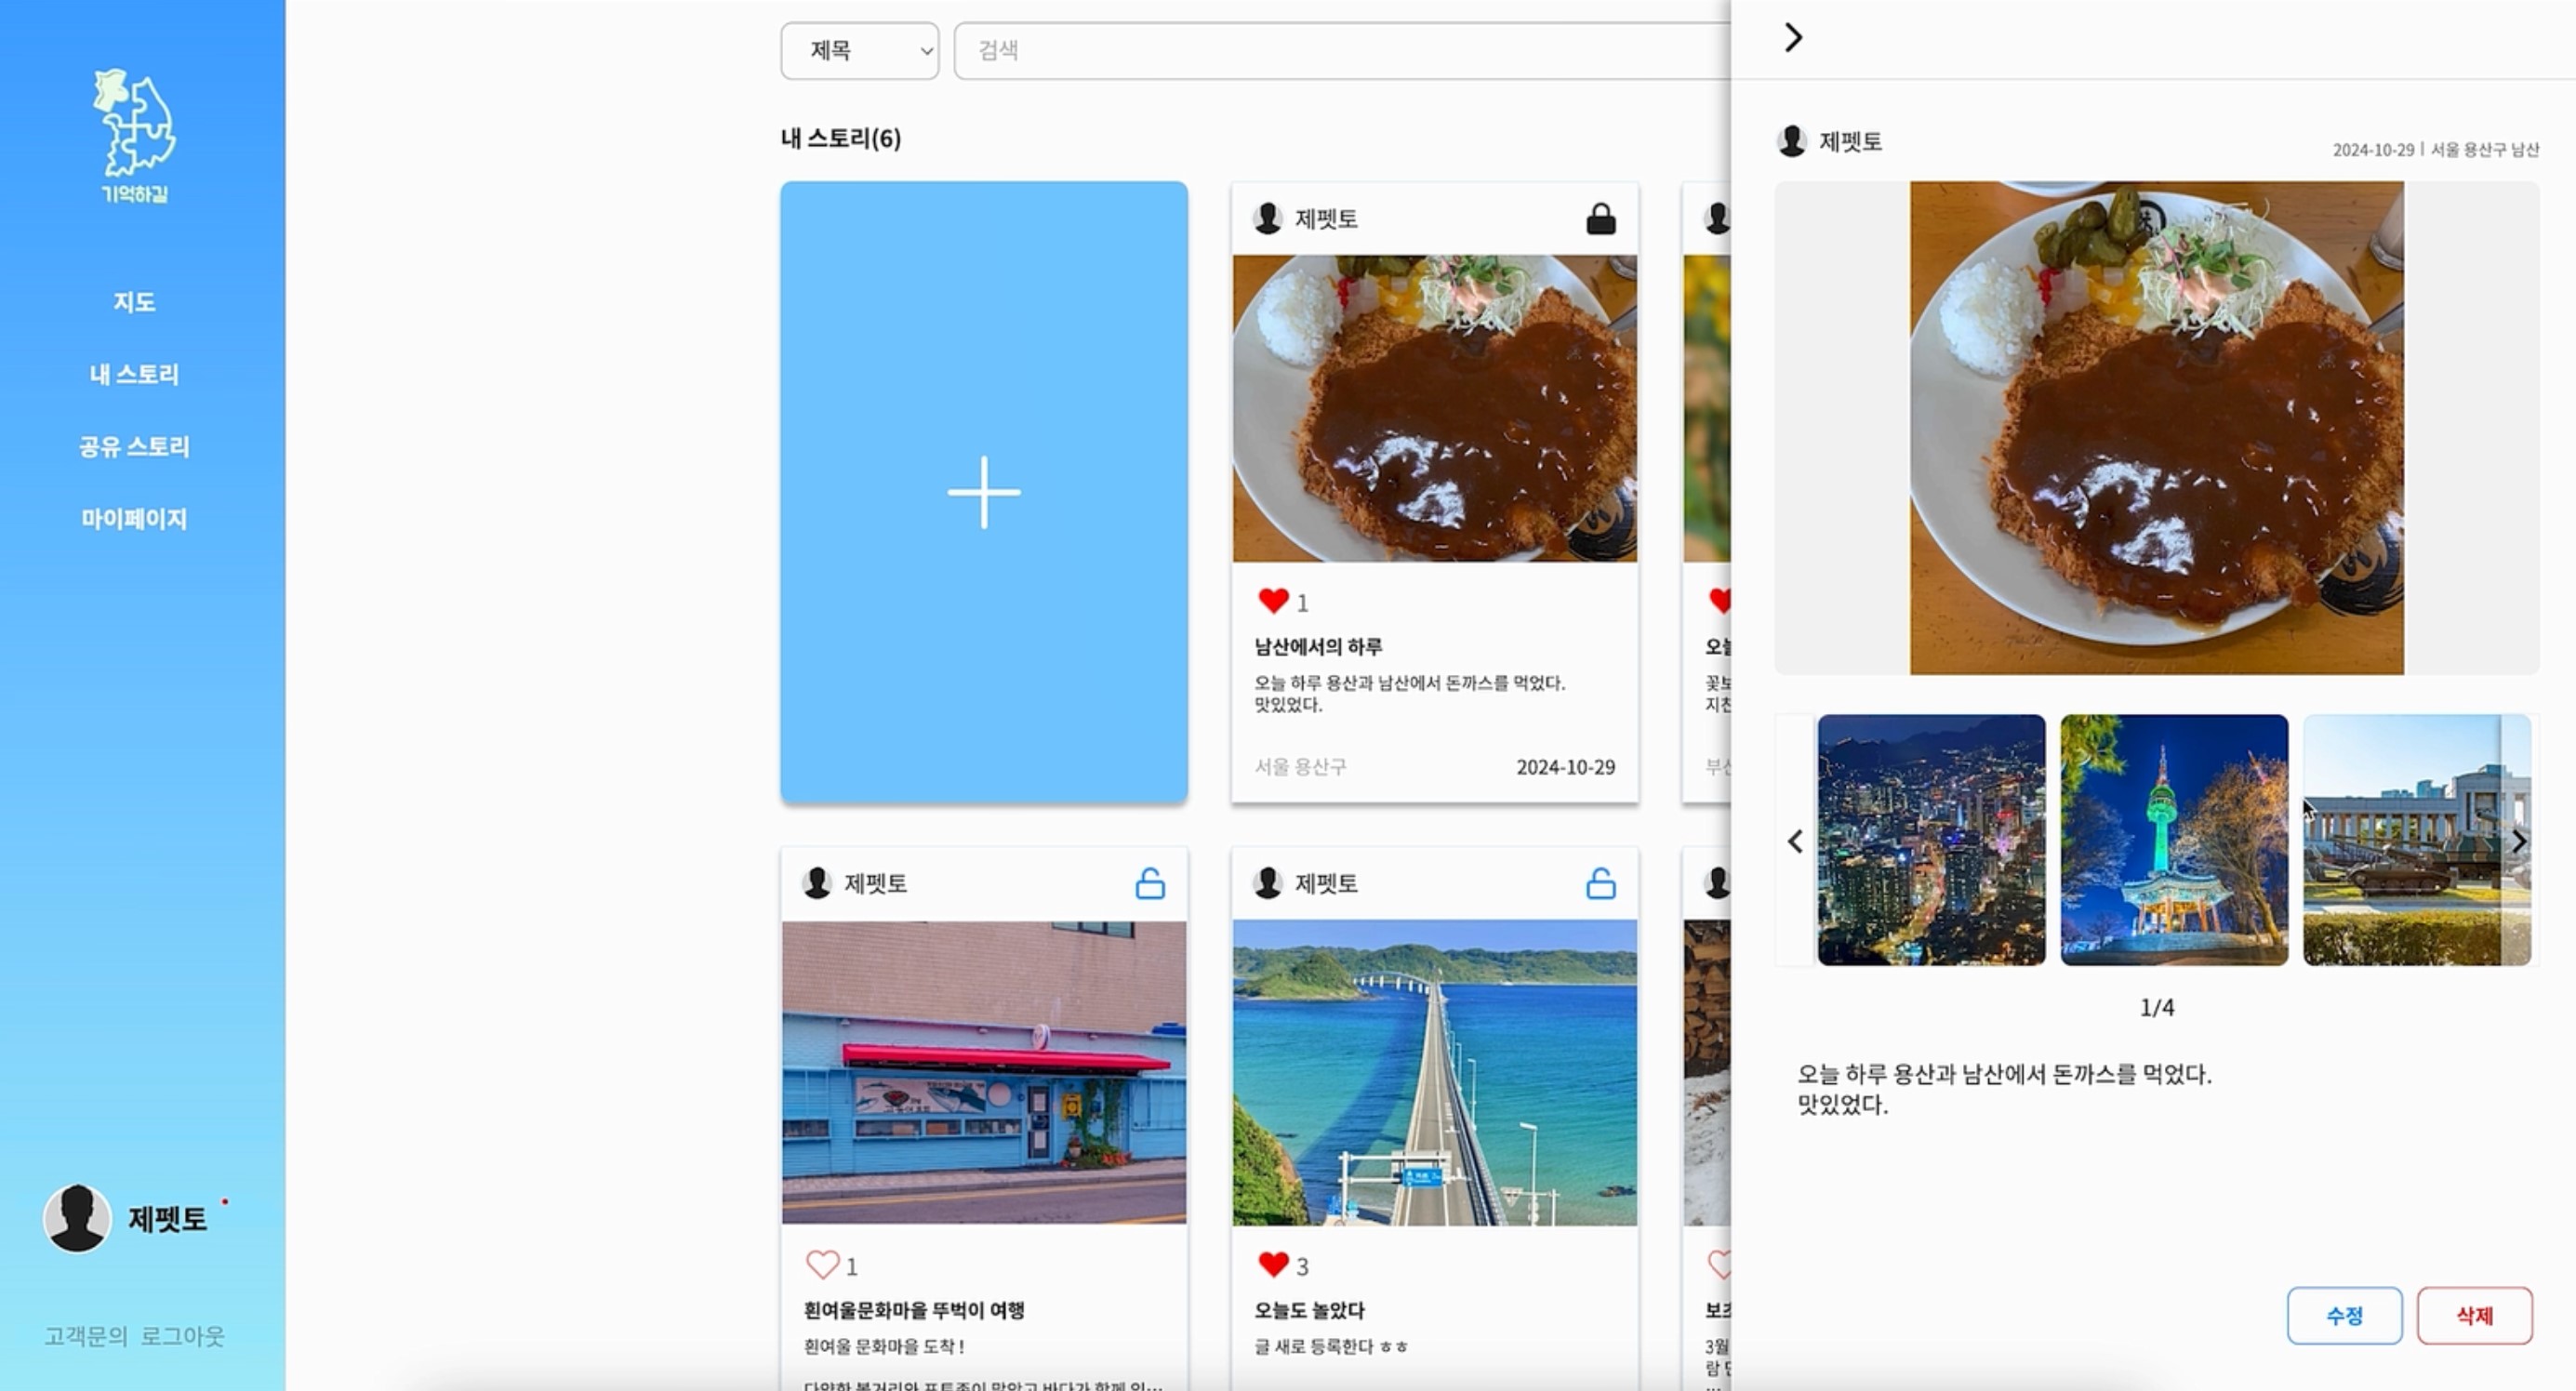 기억하길
지도
내 스토리
공유 스토리
마이페이지
제펫토
고객문의 로그아웃
제목
검색
내 스토리(6)
제펫토
1
남산에서의 하루
오늘 하루 용산과 남산에서 돈까스를 먹었다.
맛있었다.
서울 용산구 2024-10-29
제펫토
1
흰여울문화마을 뚜벅이 여행
흰여울 문화마을 도착 !
제펫토
3
오늘도 놀았다
글 새로 등록한다 ㅎㅎ
3월
제펫토
2024-10-29 | 서울 용산구 남산
1/4
오늘 하루 용산과 남산에서 돈까스를 먹었다.
맛있었다.
수정 삭제